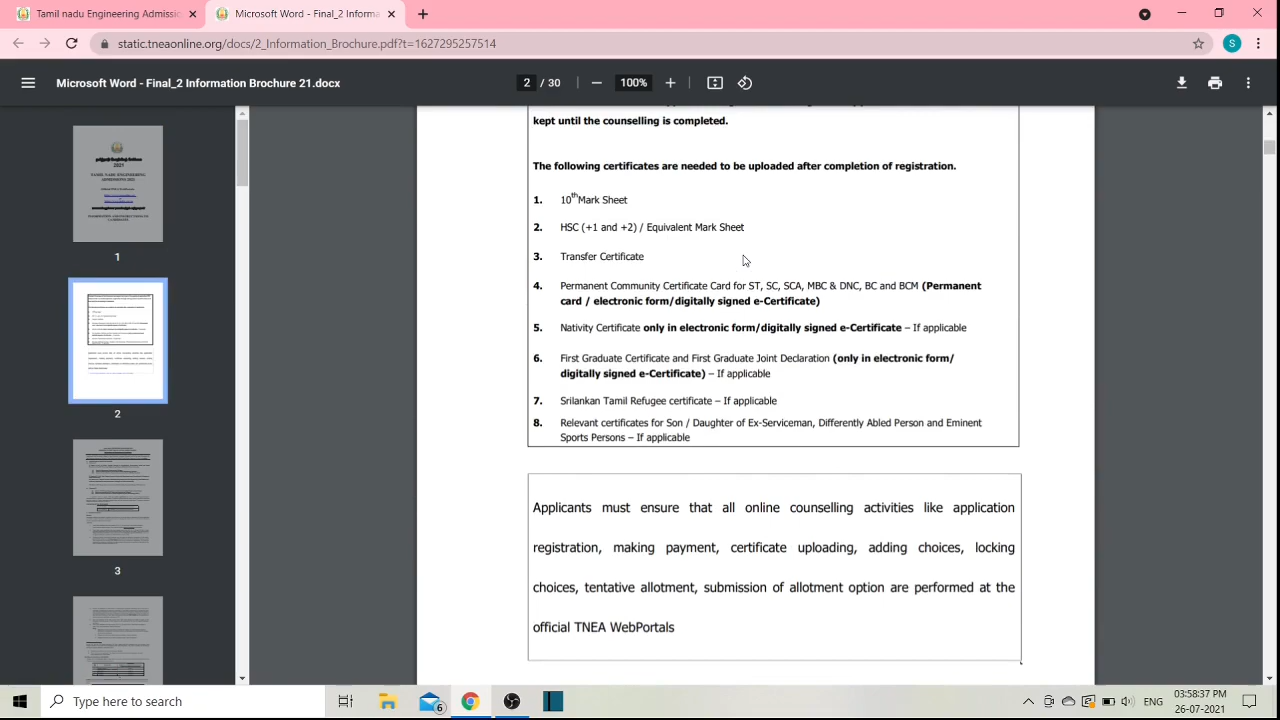 Tamil nadu Engineering Admissi
Microsoft Word - Final_2 Informat
static.tneaonline.org/docs/2_Information_Brochure.pdf?t=1627295257514
S
Microsoft Word - Final_2 Information Brochure 21.docx
2 / 30
100%
kept until the counselling is completed.
The following certificates are needed to be uploaded after completion of registration.
1. 10th Mark Sheet
2. HSC (+1 and +2) / Equivalent Mark Sheet
3. Transfer Certificate
4. Permanent Community Certificate Card for ST, SC, SCA, MBC & DNC, BC and BCM (Permanent
card / electronic form/digitally signed e-Certificate)
5. Nativity Certificate only in electronic form/digitally signed e-Certificate – If applicable
6. First Graduate Certificate and First Graduate Joint Declaration (only in electronic form/
digitally signed e-Certificate) – If applicable
7. Srilankan Tamil Refugee certificate – If applicable
8. Relevant certificates for Son / Daughter of Ex-Serviceman, Differently Abled Person and Eminent
Sports Persons – If applicable
Applicants must ensure that all online counselling activities like application
registration, making payment, certificate uploading, adding choices, locking
choices, tentative allotment, submission of allotment option are performed at the
official TNEA WebPortals
2021
1
2
3
Type here to search
6
ENG
03:58:37 PM
26-07-2021